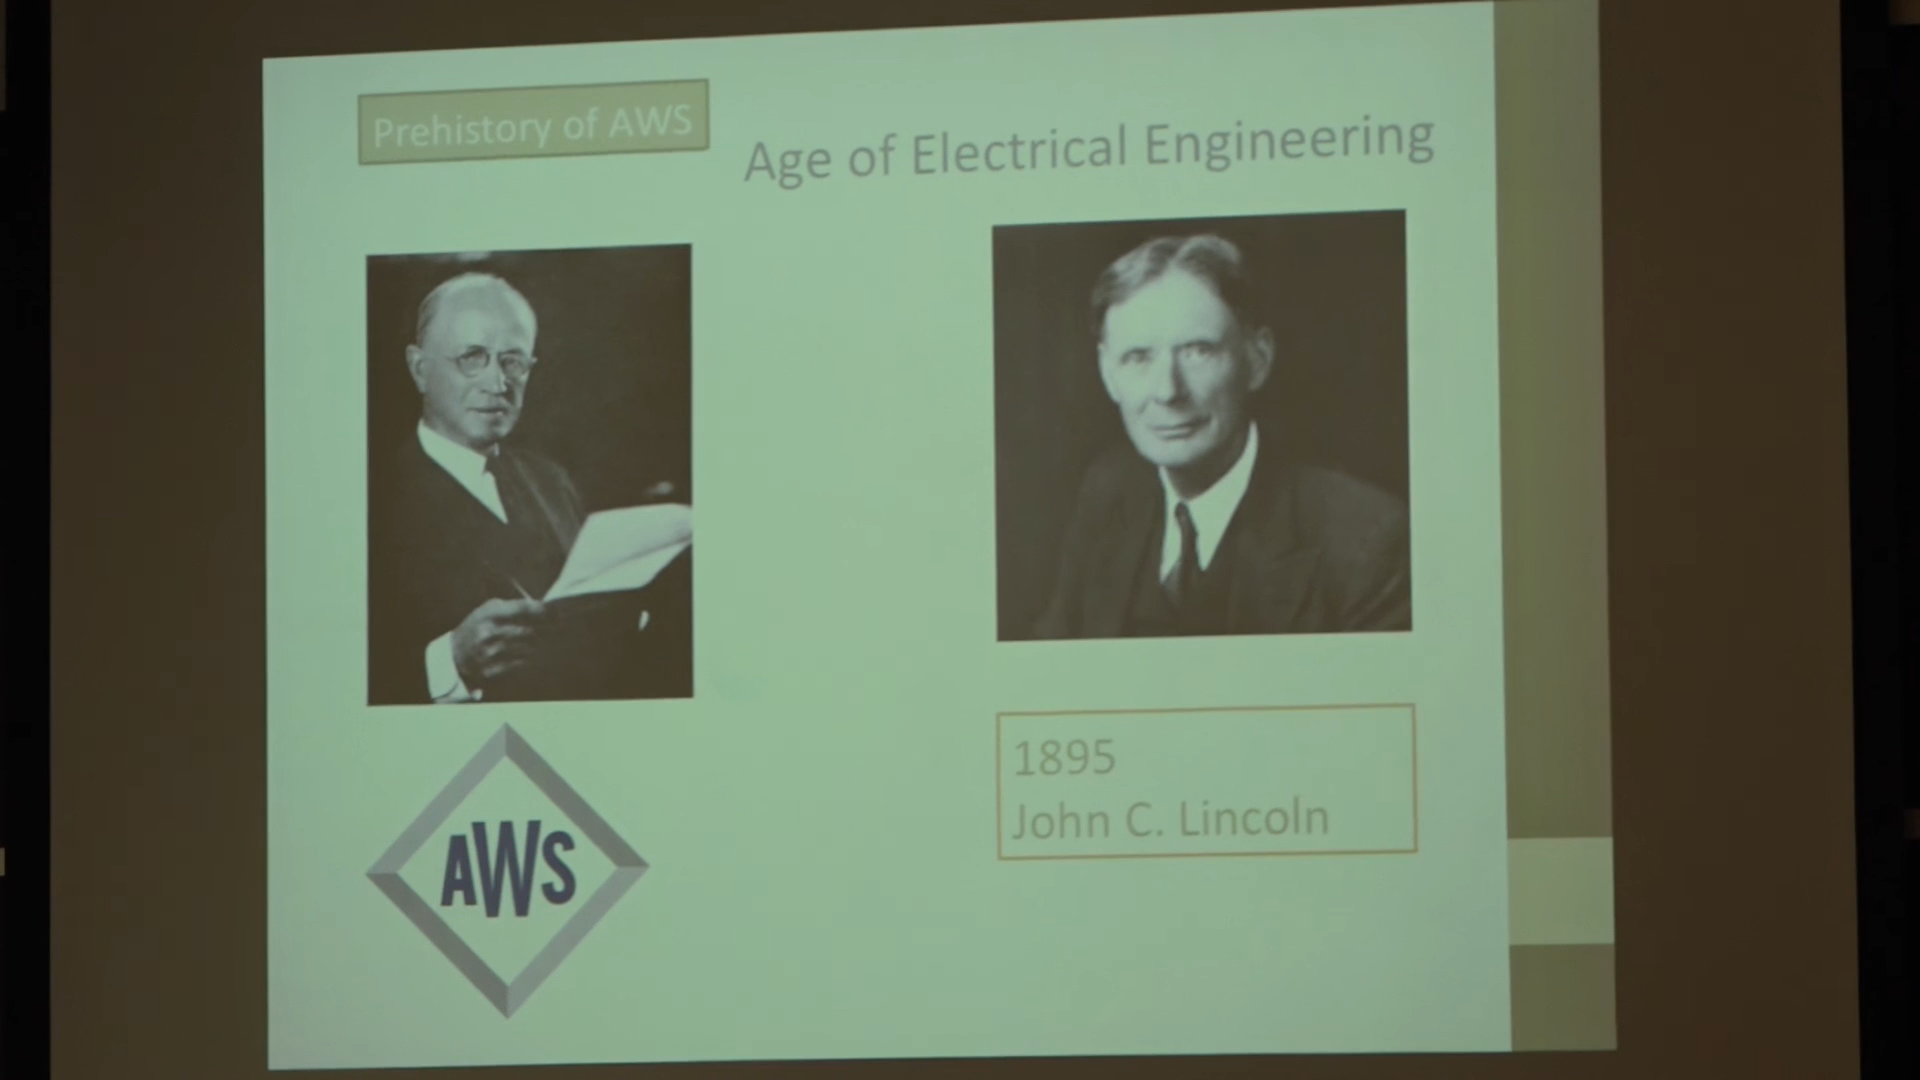 Prehistory of AWS
Age of Electrical Engineering
AWS
1895
John C. Lincoln